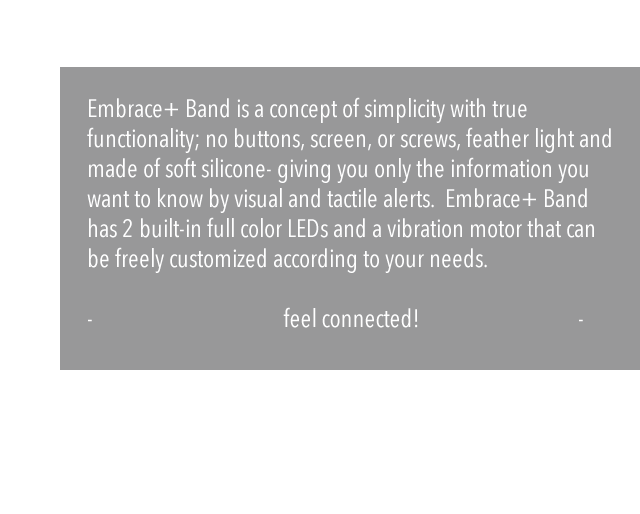 Embrace+ Band is a concept of simplicity with true
functionality; no buttons, screen, or screws, feather light and
made of soft silicone- giving you only the information you
want to know by visual and tactile alerts.  Embrace+ Band
has 2 built-in full color LEDs and a vibration motor that can
be freely customized according to your needs.
- feel connected! -